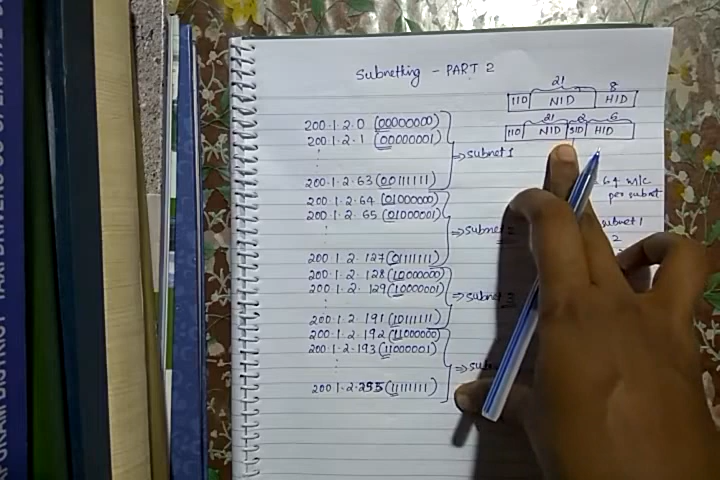 Subnetting - PART 2
21 8
110 NID HID
21 2 6
110 NID SID HID
200.1.2.0 (00000000)
200.1.2.1 (00000001)
⇒ subnet 1
200.1.2.63 (00111111)
200.1.2.64 (01000000)
200.1.2.65 (01000001)
⇒ subnet 2
200.1.2.127 (01111111)
200.1.2.128 (10000000)
200.1.2.129 (10000001)
⇒ subnet 3
200.1.2.191 (10111111)
200.1.2.192 (11000000)
200.1.2.193 (11000001)
200.1.2.255 (11111111)
64 m/c
per subnet
subnet 1
2